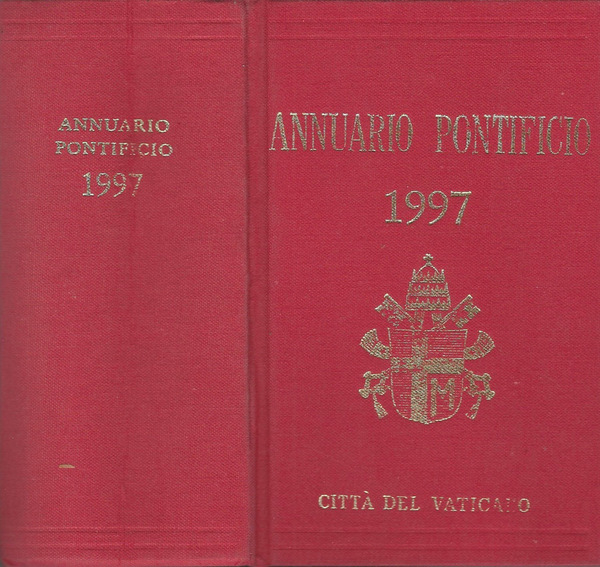 ANNUARIO
PONTIFICIO
1997
ANNUARIO PONTIFICIO
1997
M
CITTÀ DEL VATICANO